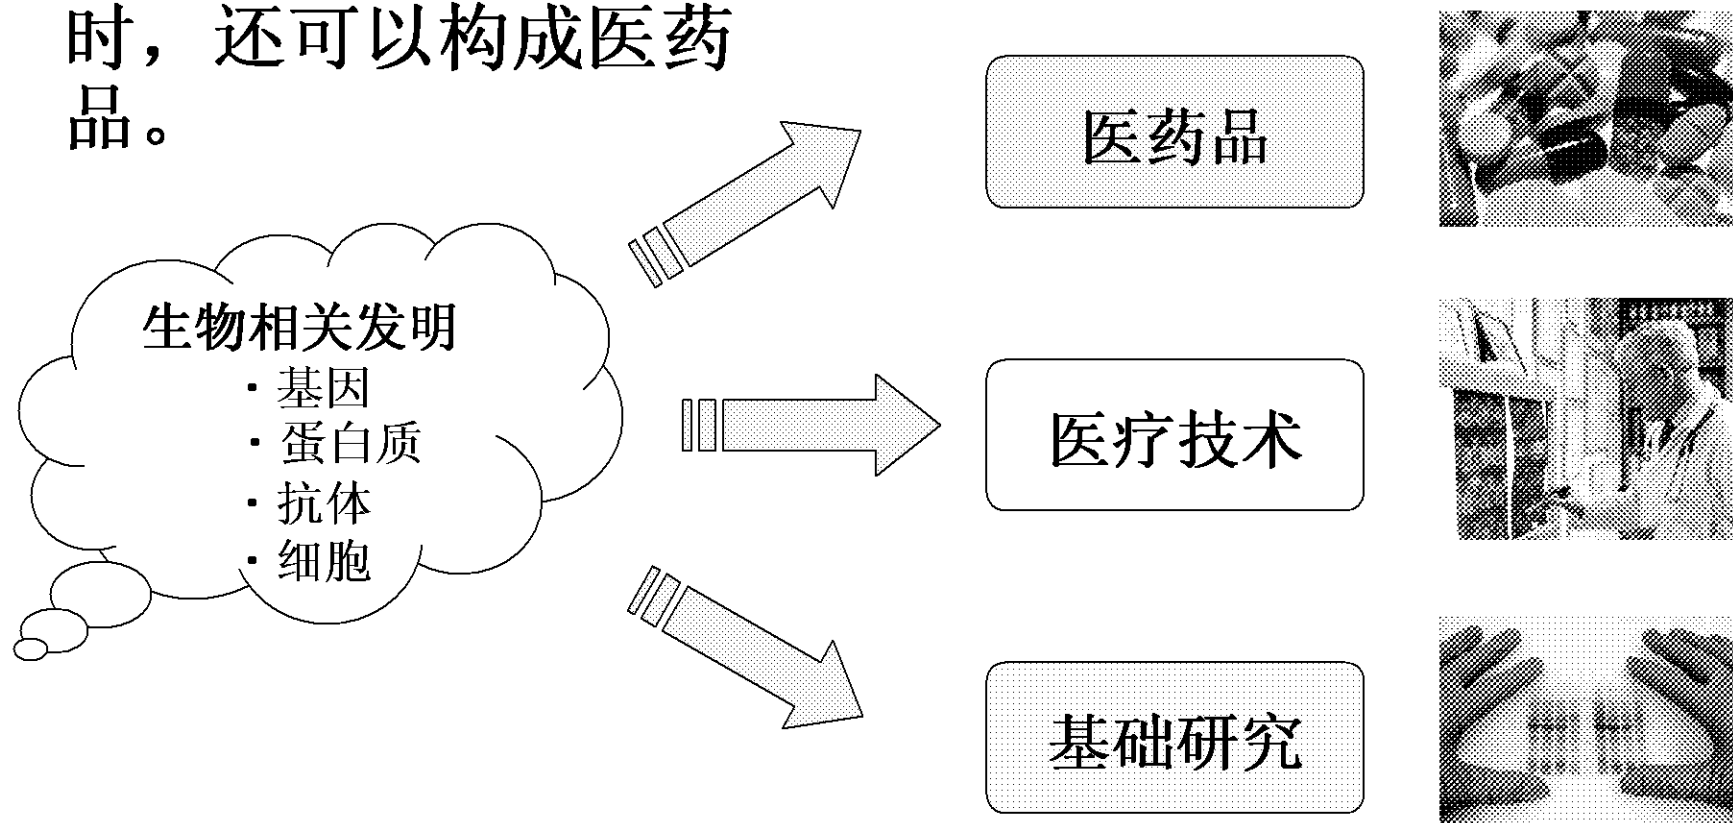 时，还可以构成医药
品。
生物相关发明
・基因
・蛋白质
・抗体
・细胞
医药品
医疗技术
基础研究